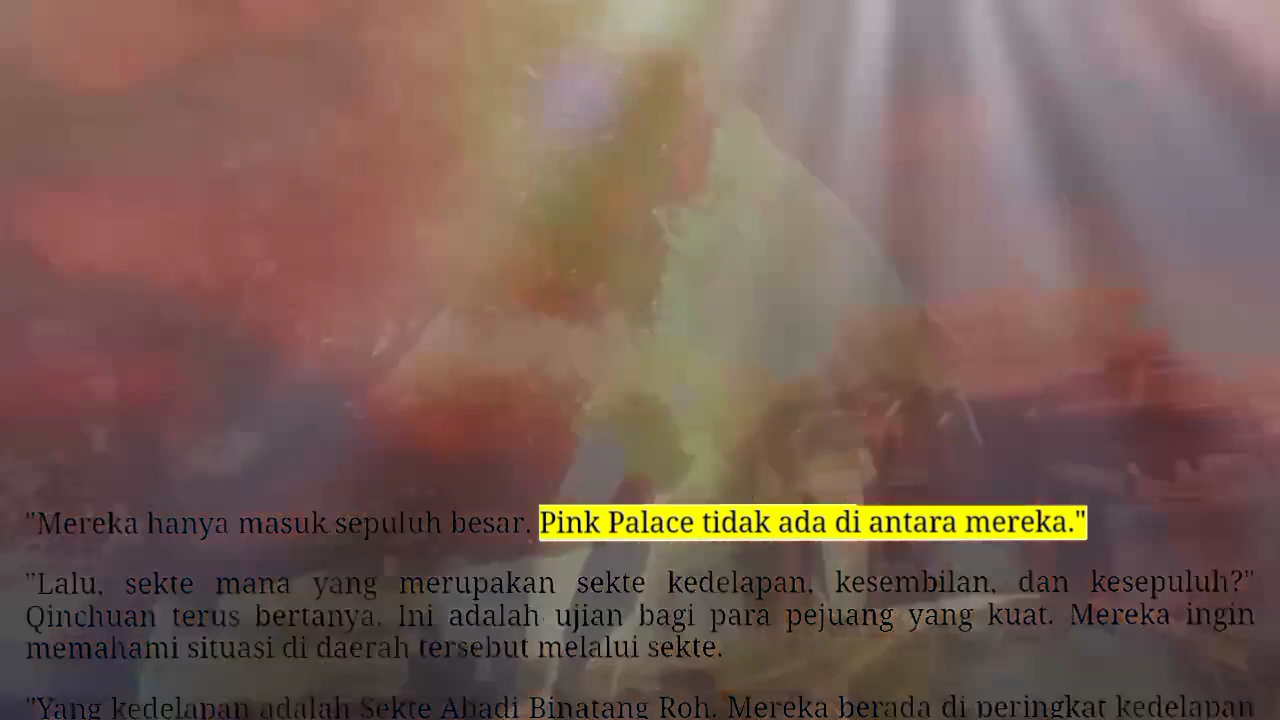 "Mereka hanya masuk sepuluh besar. Pink Palace tidak ada di antara mereka."
"Lalu, sekte mana yang merupakan sekte kedelapan, kesembilan, dan kesepuluh?"
Qinchuan terus bertanya. Ini adalah ujian bagi para pejuang yang kuat. Mereka ingin
memahami situasi di daerah tersebut melalui sekte.
"Yang kedelapan adalah Sekte Abadi Binatang Roh. Mereka berada di peringkat kedelapan